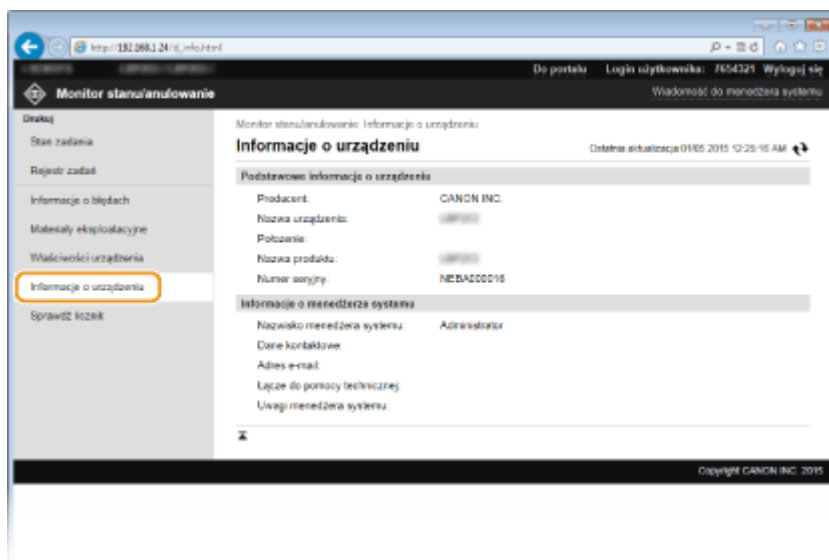 http://192.168.1.24/d_info.html
Do portalu Login użytkownika: 7654321 Wyloguj się
Monitor stanu/anulowanie Wiadomość do menedżera systemu
Drukuj
Stan zadania
Rejestr zadań
Informacje o błędach
Materiały eksploatacyjne
Właściwości urządzenia
Informacje o urządzeniu
Sprawdź licznik
Monitor stanu/anulowanie: Informacje o urządzeniu
Informacje o urządzeniu Ostatnia aktualizacja:01/05 2015 12:25:16 AM
Podstawowe informacje o urządzeniu
Producent: CANON INC.
Nazwa urządzenia:
Położenie:
Nazwa produktu:
Numer seryjny:
Informacje o menedżerze systemu
Nazwisko menedżera systemu: Administrator
Dane kontaktowe:
Adres e-mail:
Łącze do pomocy technicznej:
Uwagi menedżera systemu:
Copyright CANON INC. 2015